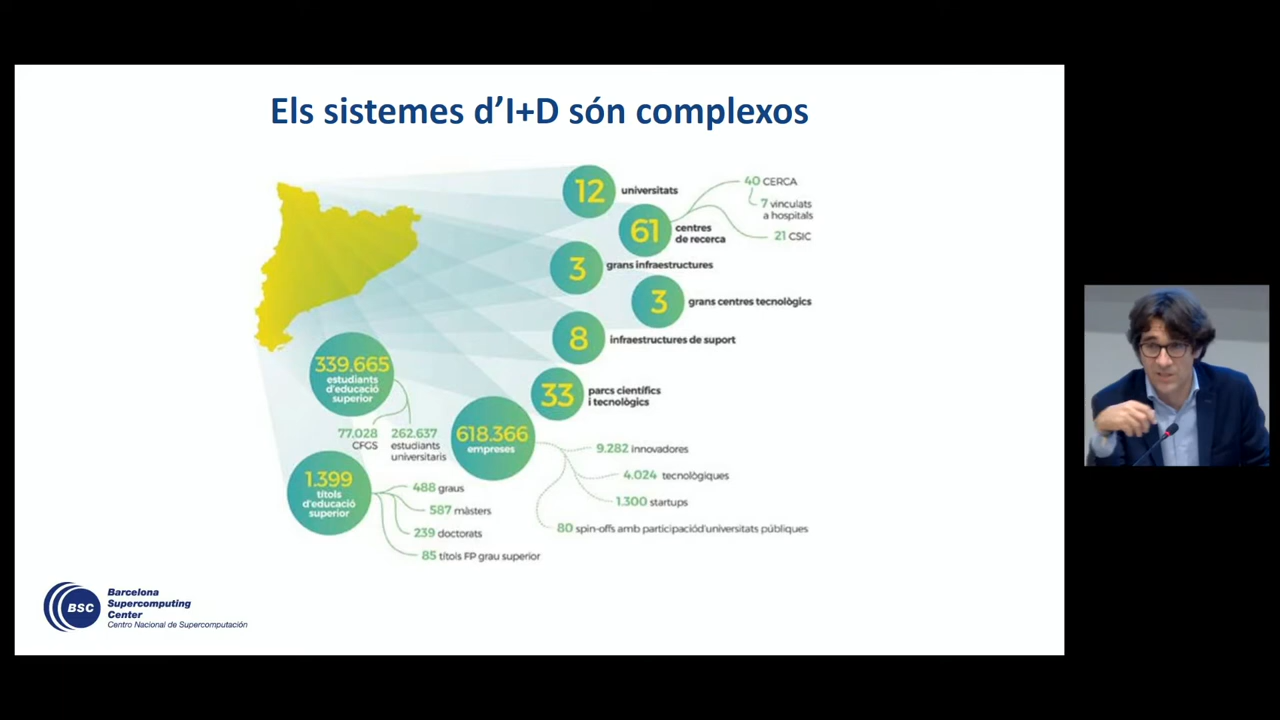 Els sistemes d'I+D són complexos
12
universitats
61
centres
de recerca
40 CERCA
7 vinculats
a hospitals
21 CSIC
3
grans infraestructures
3
grans centres tecnològics
8
infraestructures de suport
33
parcs científics
i tecnològics
339.665
estudiants
d'educació
superior
77.028
CFGS
262.637
estudiants
universitaris
618.366
empreses
9.282 innovadores
4.024 tecnològiques
1.300 startups
80 spin-offs amb participaciód'universitats públiques
1.399
títols
d'educació
superior
488 graus
587 màsters
239 doctorats
85 títols FP grau superior
BSC
Barcelona
Supercomputing
Center
Centro Nacional de Supercomputación